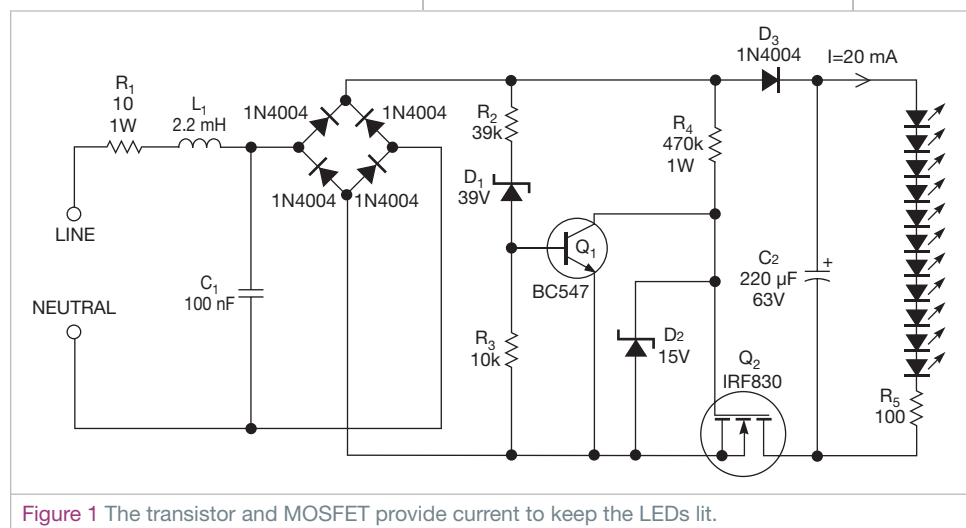 D3
1N4004
I=20 mA
R1
10
1W
L1
2.2 mH
1N4004
1N4004
R2
39k
R4
470k
1W
D1
39V
1N4004
1N4004
LINE
Q1
C1
100 nF
BC547
C2
220 µF
63V
+
NEUTRAL
R3
10k
D2
15V
Q2
IRF830
R5
100
Figure 1 The transistor and MOSFET provide current to keep the LEDs lit.